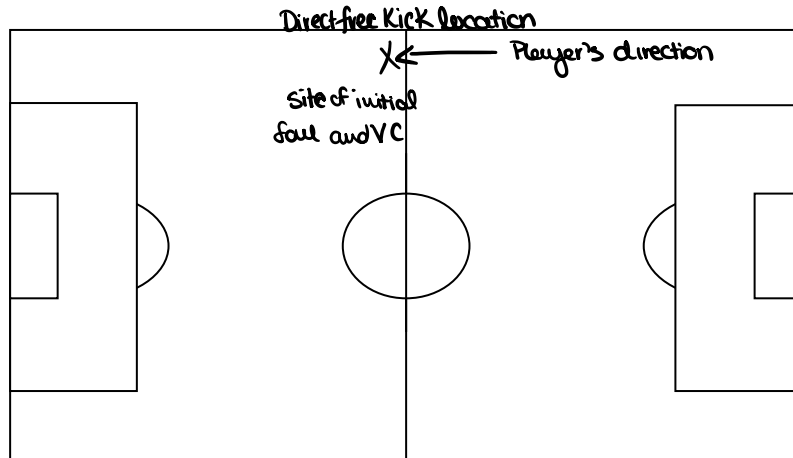 Direct free Kick location
X
Player's direction
site of initial
foul and VC